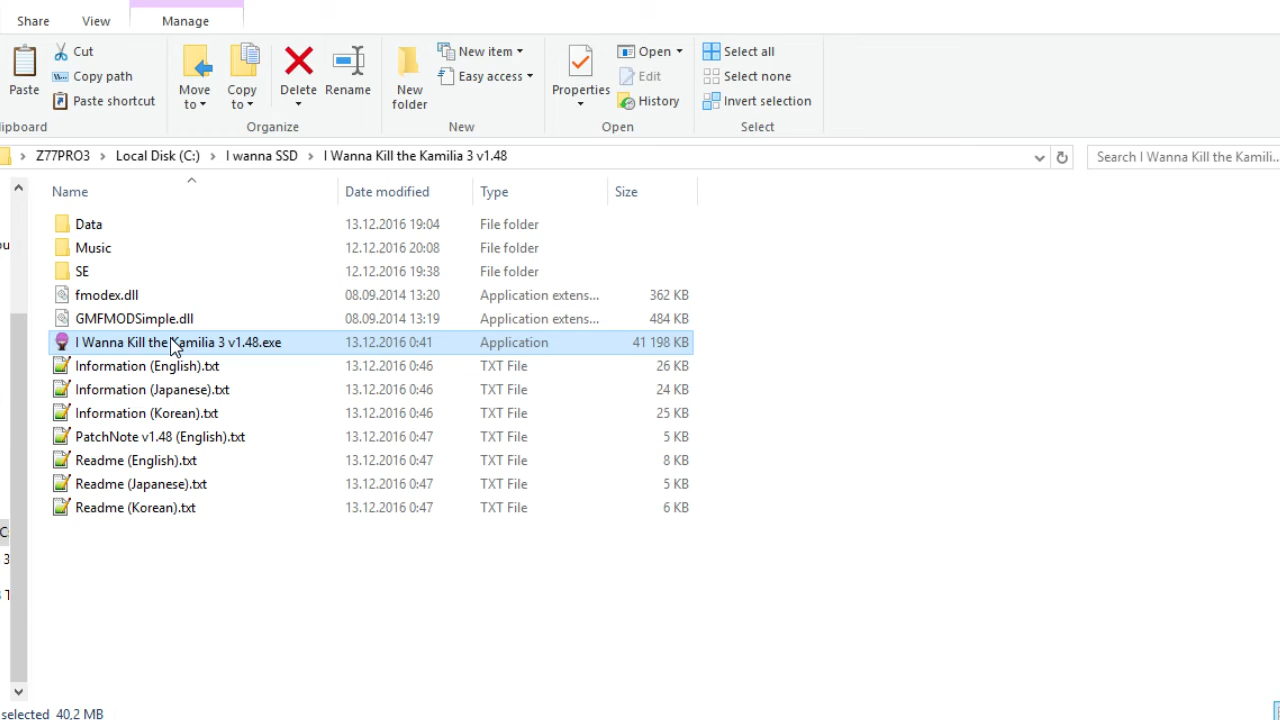 Share View Manage
Cut
Copy path
Paste shortcut
Paste
Move to
Copy to
Delete
Rename
New folder
New item
Easy access
Properties
Open
Edit
History
Select all
Select none
Invert selection
lipboard Organize New Open Select
Z77PRO3 Local Disk (C:) I wanna SSD I Wanna Kill the Kamilia 3 v1.48 Search I Wanna Kill the Kamili...
Name Date modified Type Size
Data 13.12.2016 19:04 File folder
Music 12.12.2016 20:08 File folder
SE 12.12.2016 19:38 File folder
fmodex.dll 08.09.2014 13:20 Application extens... 362 KB
GMFMODSimple.dll 08.09.2014 13:19 Application extens... 484 KB
I Wanna Kill the Kamilia 3 v1.48.exe 13.12.2016 0:41 Application 41 198 KB
Information (English).txt 13.12.2016 0:46 TXT File 26 KB
Information (Japanese).txt 13.12.2016 0:46 TXT File 24 KB
Information (Korean).txt 13.12.2016 0:46 TXT File 25 KB
PatchNote v1.48 (English).txt 13.12.2016 0:47 TXT File 5 KB
Readme (English).txt 13.12.2016 0:47 TXT File 8 KB
Readme (Japanese).txt 13.12.2016 0:47 TXT File 5 KB
Readme (Korean).txt 13.12.2016 0:47 TXT File 6 KB
selected 40,2 MB